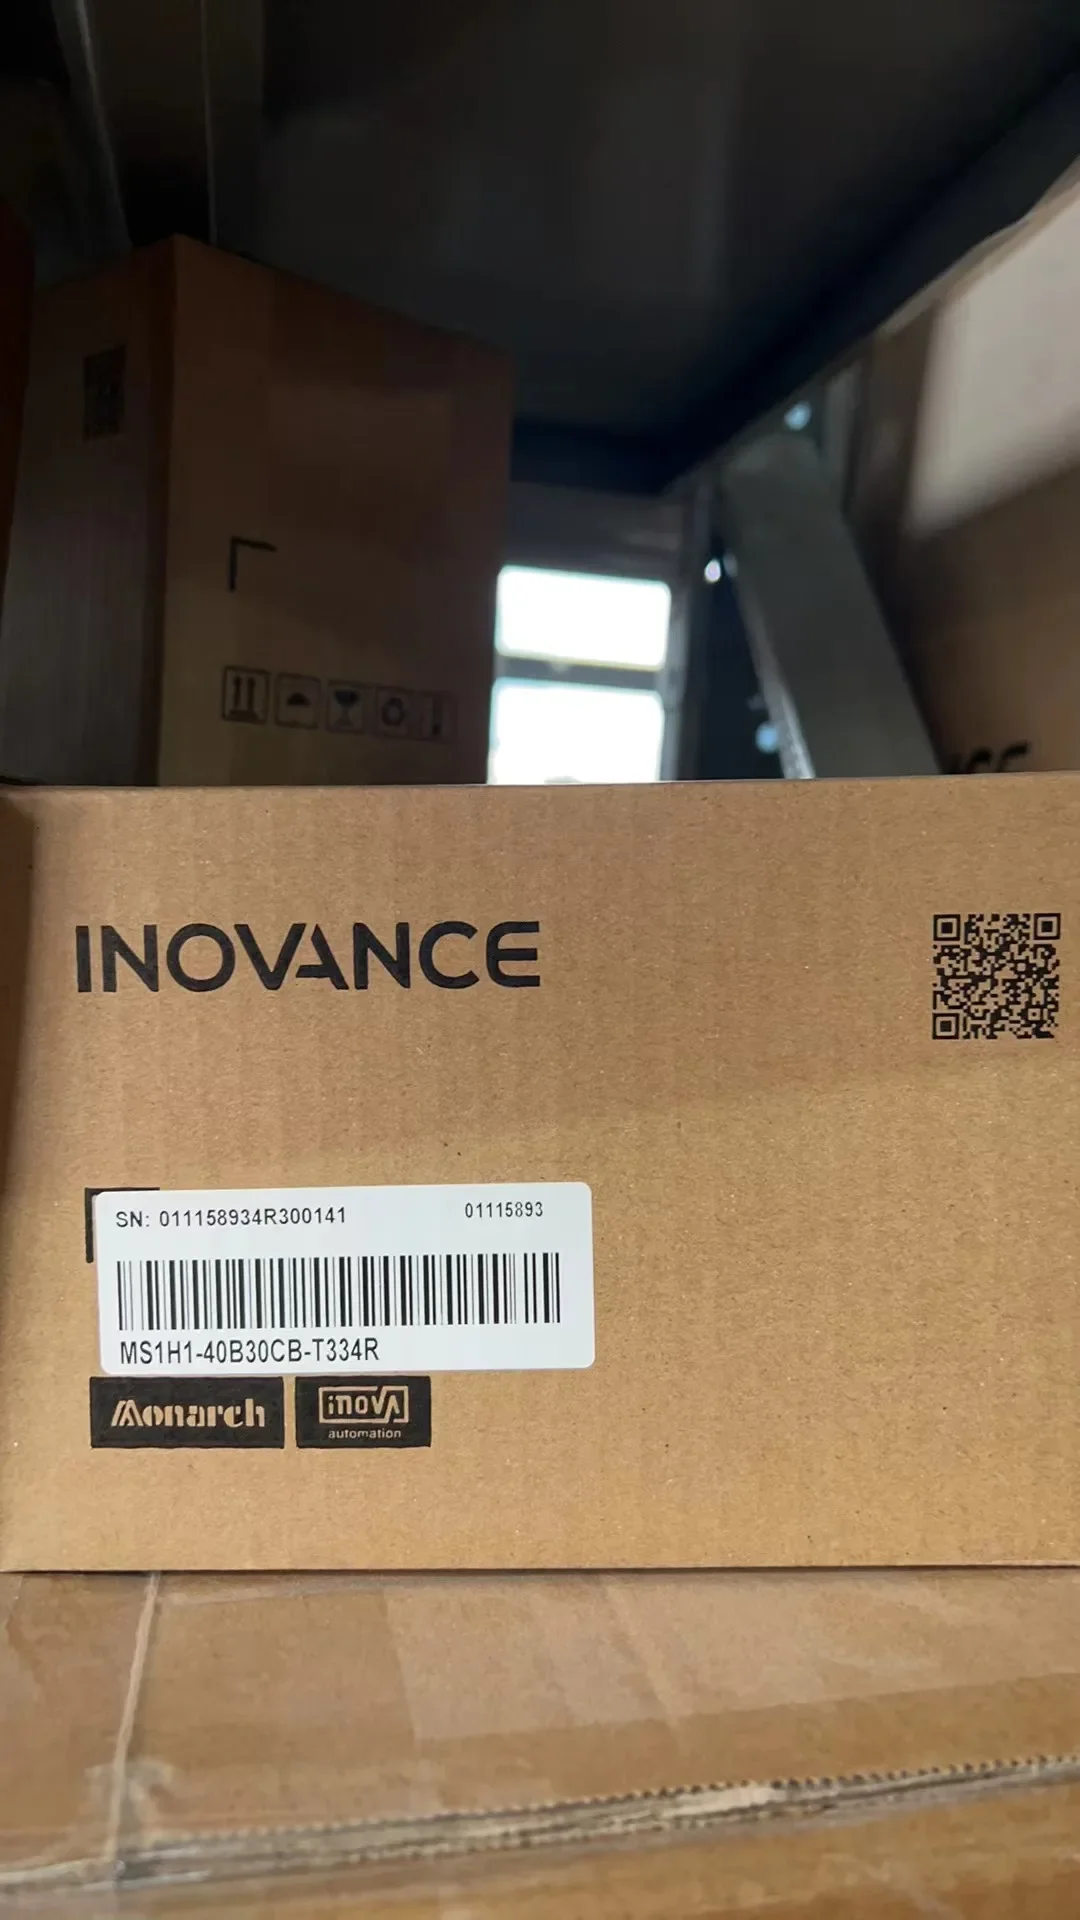 INOVANCE
SN: 011158934R300141 01115893
MS1H1-40B30CB-T334R
Monarch
inovA
automation